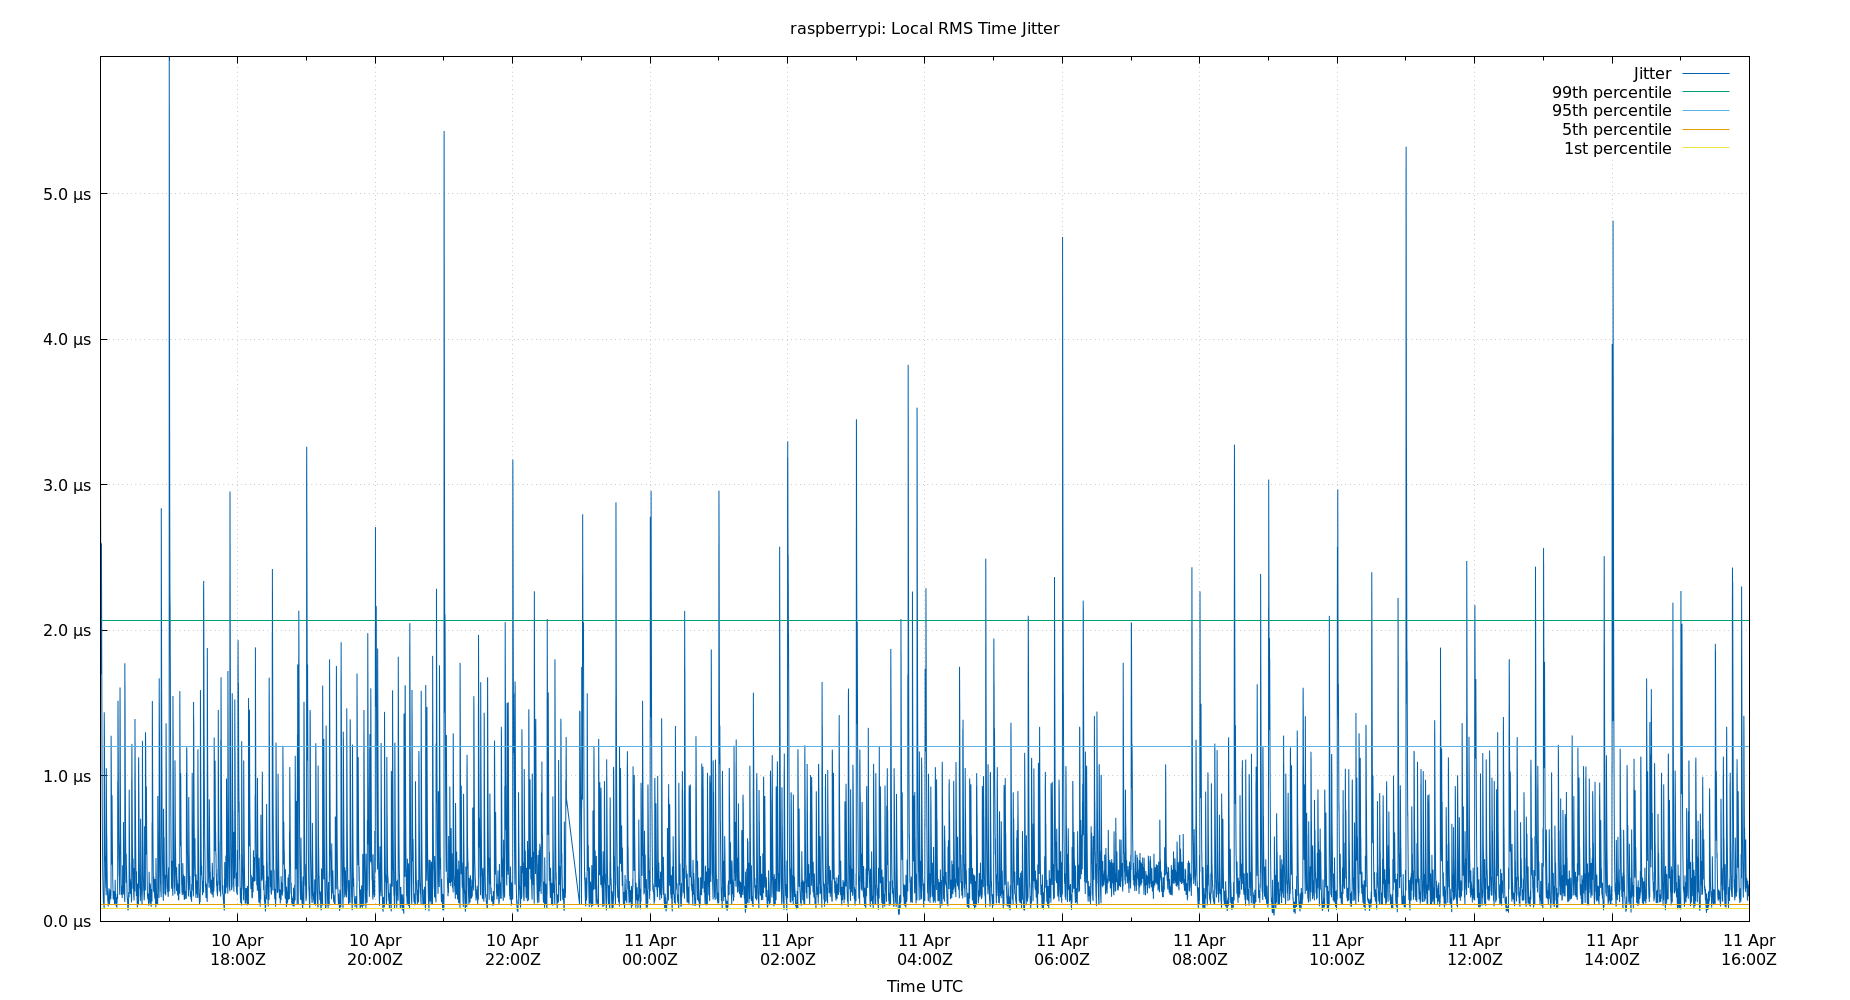 raspberrypi: Local RMS Time Jitter
Jitter
99th percentile
95th percentile
5th percentile
1st percentile
5.0 µs
4.0 µs
3.0 µs
2.0 µs
1.0 µs
0.0 µs
10 Apr 10 Apr 10 Apr 11 Apr 11 Apr 11 Apr 11 Apr 11 Apr 11 Apr 11 Apr 11 Apr 11 Apr
18:00Z 20:00Z 22:00Z 00:00Z 02:00Z 04:00Z 06:00Z 08:00Z 10:00Z 12:00Z 14:00Z 16:00Z
Time UTC